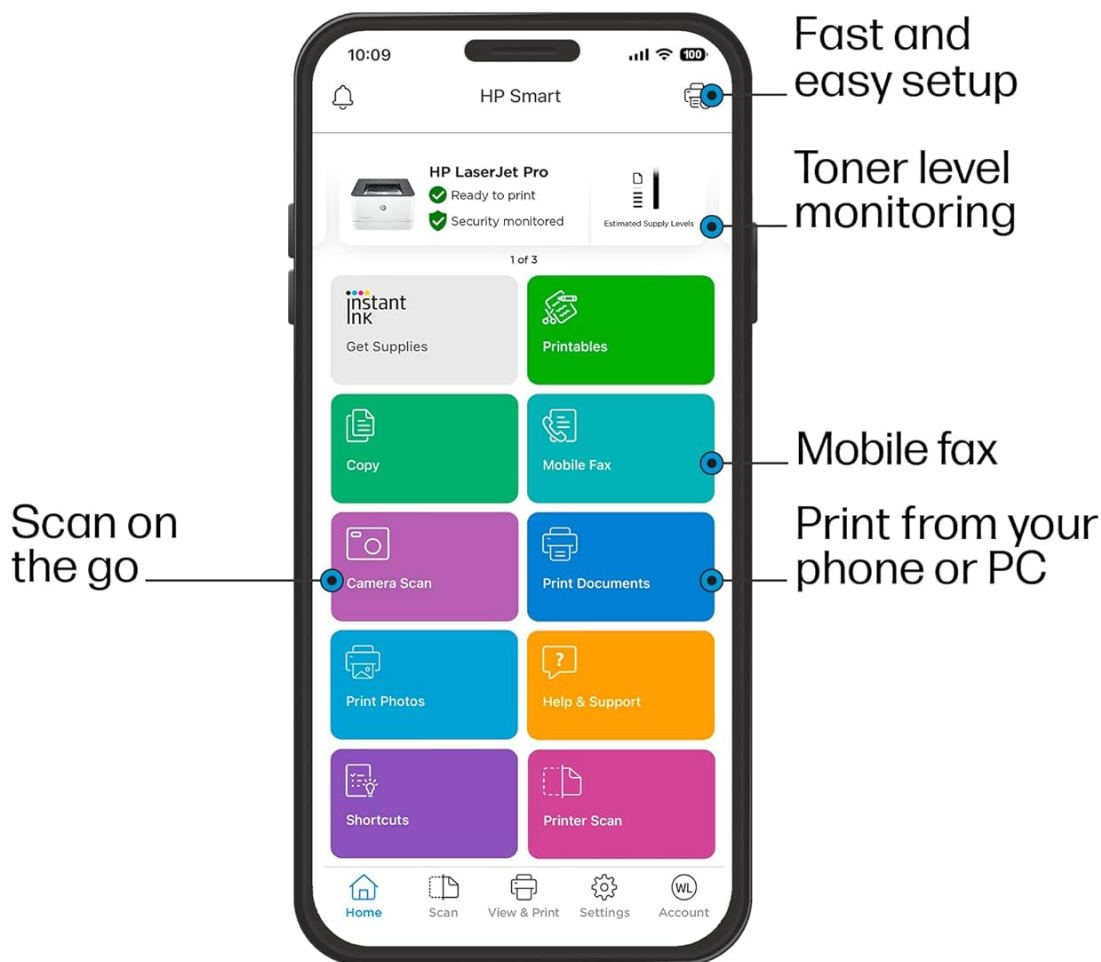 Fast and
easy setup
10:09
100
HP Smart
Toner level
monitoring
HP LaserJet Pro
Ready to print
Security monitored
Estimated Supply Levels
1 of 3
instant
ink
Get Supplies
Printables
Copy
Mobile Fax
Mobile fax
Scan on
the go
Camera Scan
Print Documents
Print from your
phone or PC
Print Photos
?
Help & Support
Shortcuts
Printer Scan
Home
Scan
View & Print
Settings
WL
Account